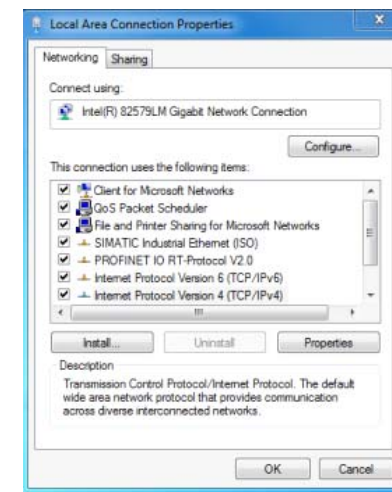 Local Area Connection Properties
Networking Sharing
Connect using:
Intel(R) 82579LM Gigabit Network Connection
Configure...
This connection uses the following items:
Client for Microsoft Networks
QoS Packet Scheduler
File and Printer Sharing for Microsoft Networks
SIMATIC Industrial Ethernet (ISO)
PROFINET IO RT-Protocol V2.0
Internet Protocol Version 6 (TCP/IPv6)
Internet Protocol Version 4 (TCP/IPv4)
Install... Uninstall Properties
Description
Transmission Control Protocol/Internet Protocol. The default
wide area network protocol that provides communication
across diverse interconnected networks.
OK Cancel